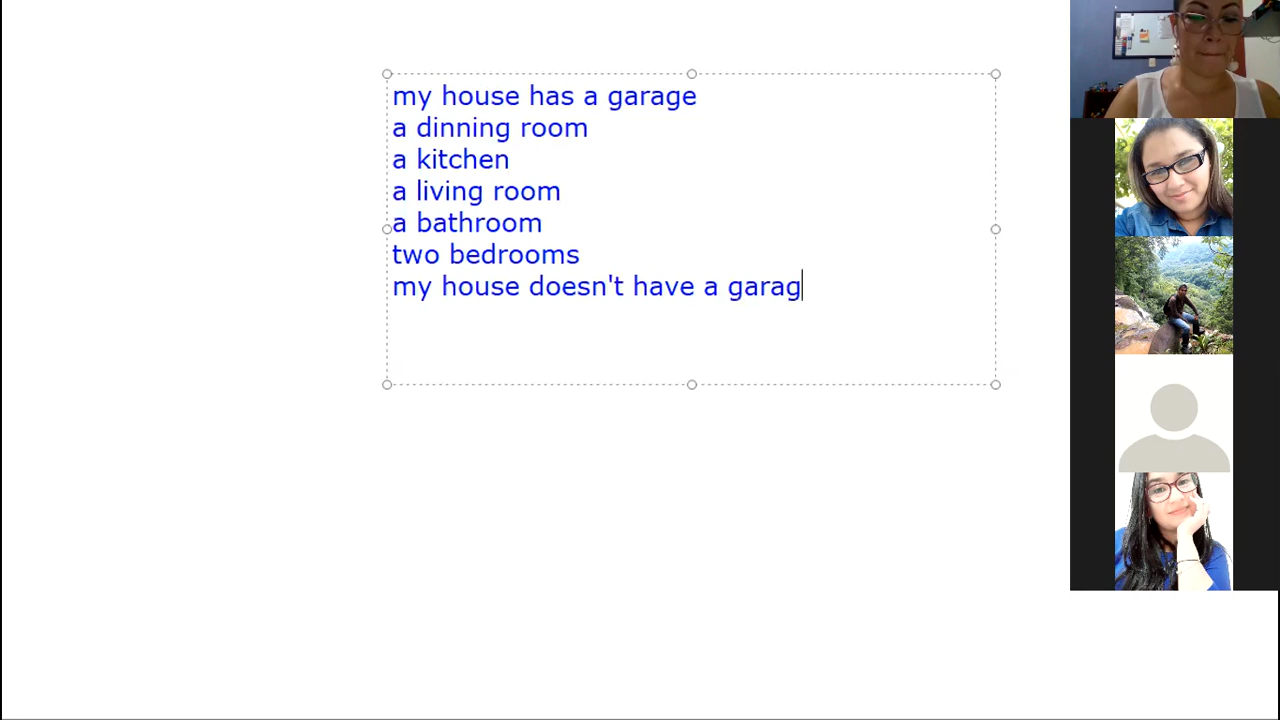 my house has a garage
a dinning room
a kitchen
a living room
a bathroom
two bedrooms
my house doesn't have a garag